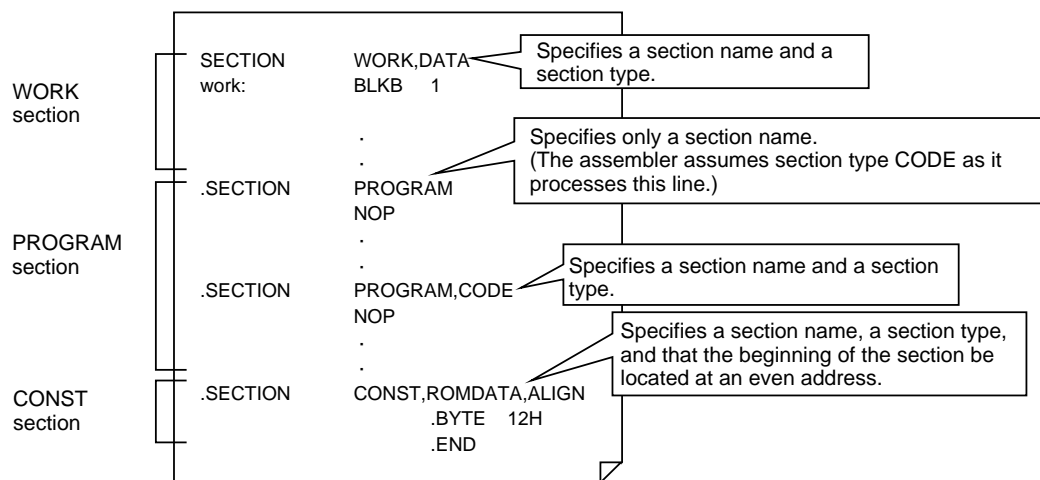 SECTION WORK,DATA
work: BLKB 1
.
.
.SECTION PROGRAM
NOP
.
.
.SECTION PROGRAM,CODE
NOP
.
.
.SECTION CONST,ROMDATA,ALIGN
.BYTE 12H
.END
WORK
section
PROGRAM
section
CONST
section
Specifies a section name and a
section type.
Specifies only a section name.
(The assembler assumes section type CODE as it
processes this line.)
Specifies a section name and a section
type.
Specifies a section name, a section type,
and that the beginning of the section be
located at an even address.